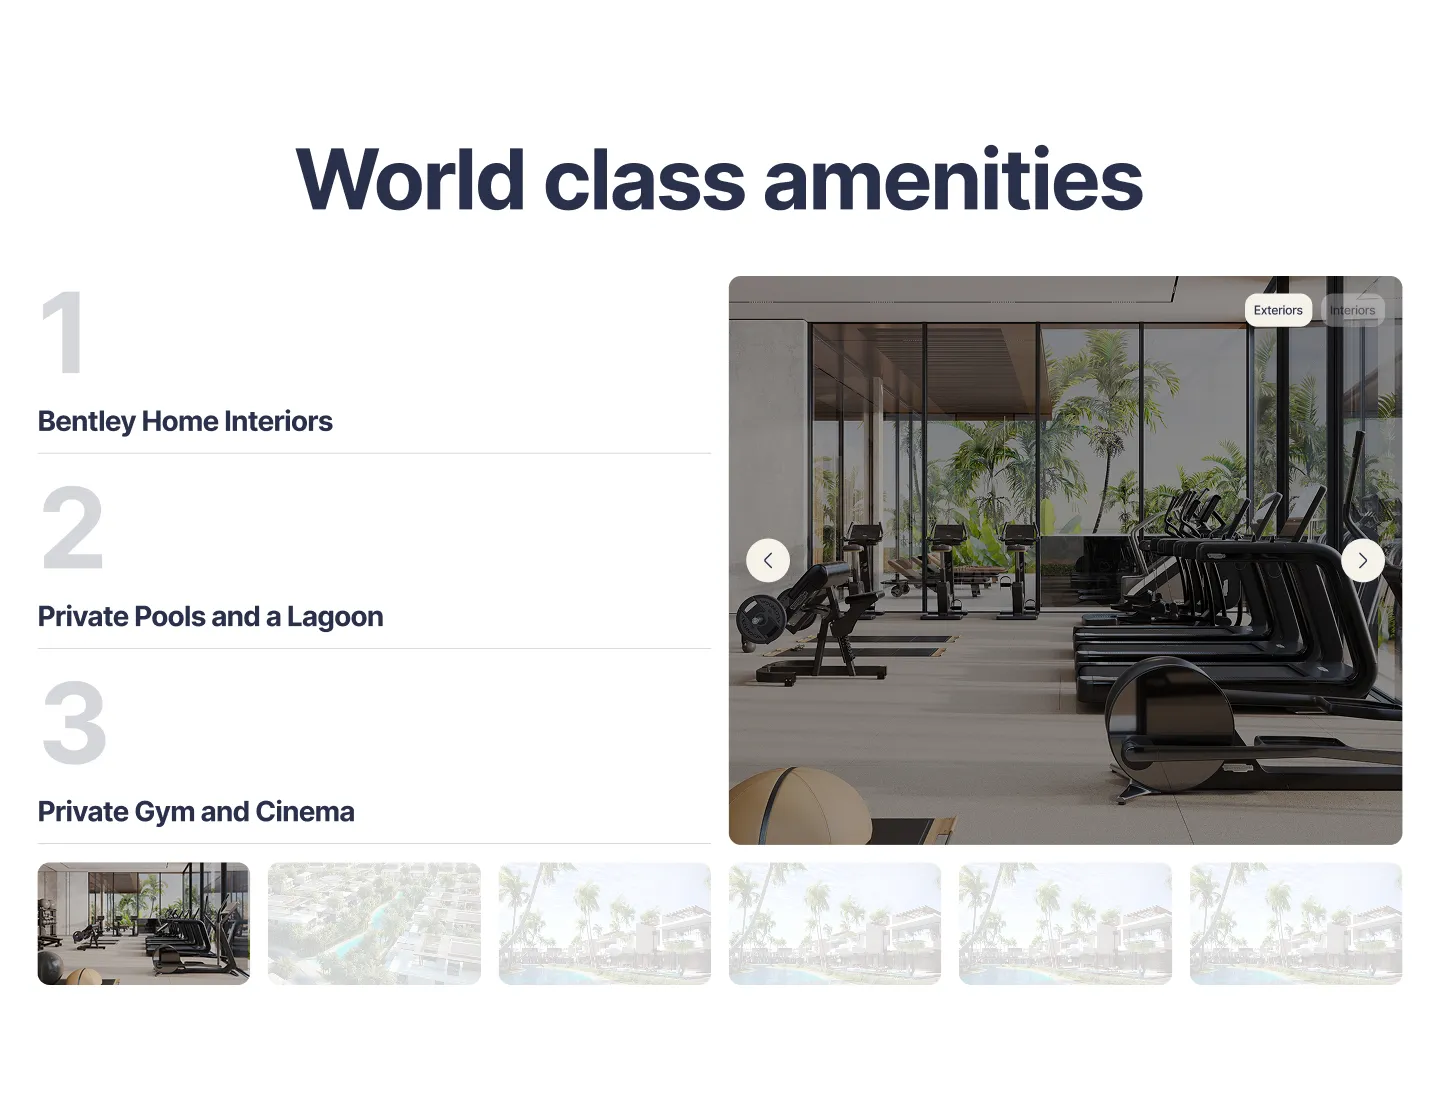 World class amenities
1
Bentley Home Interiors
2
Private Pools and a Lagoon
3
Private Gym and Cinema
Exteriors
Interiors